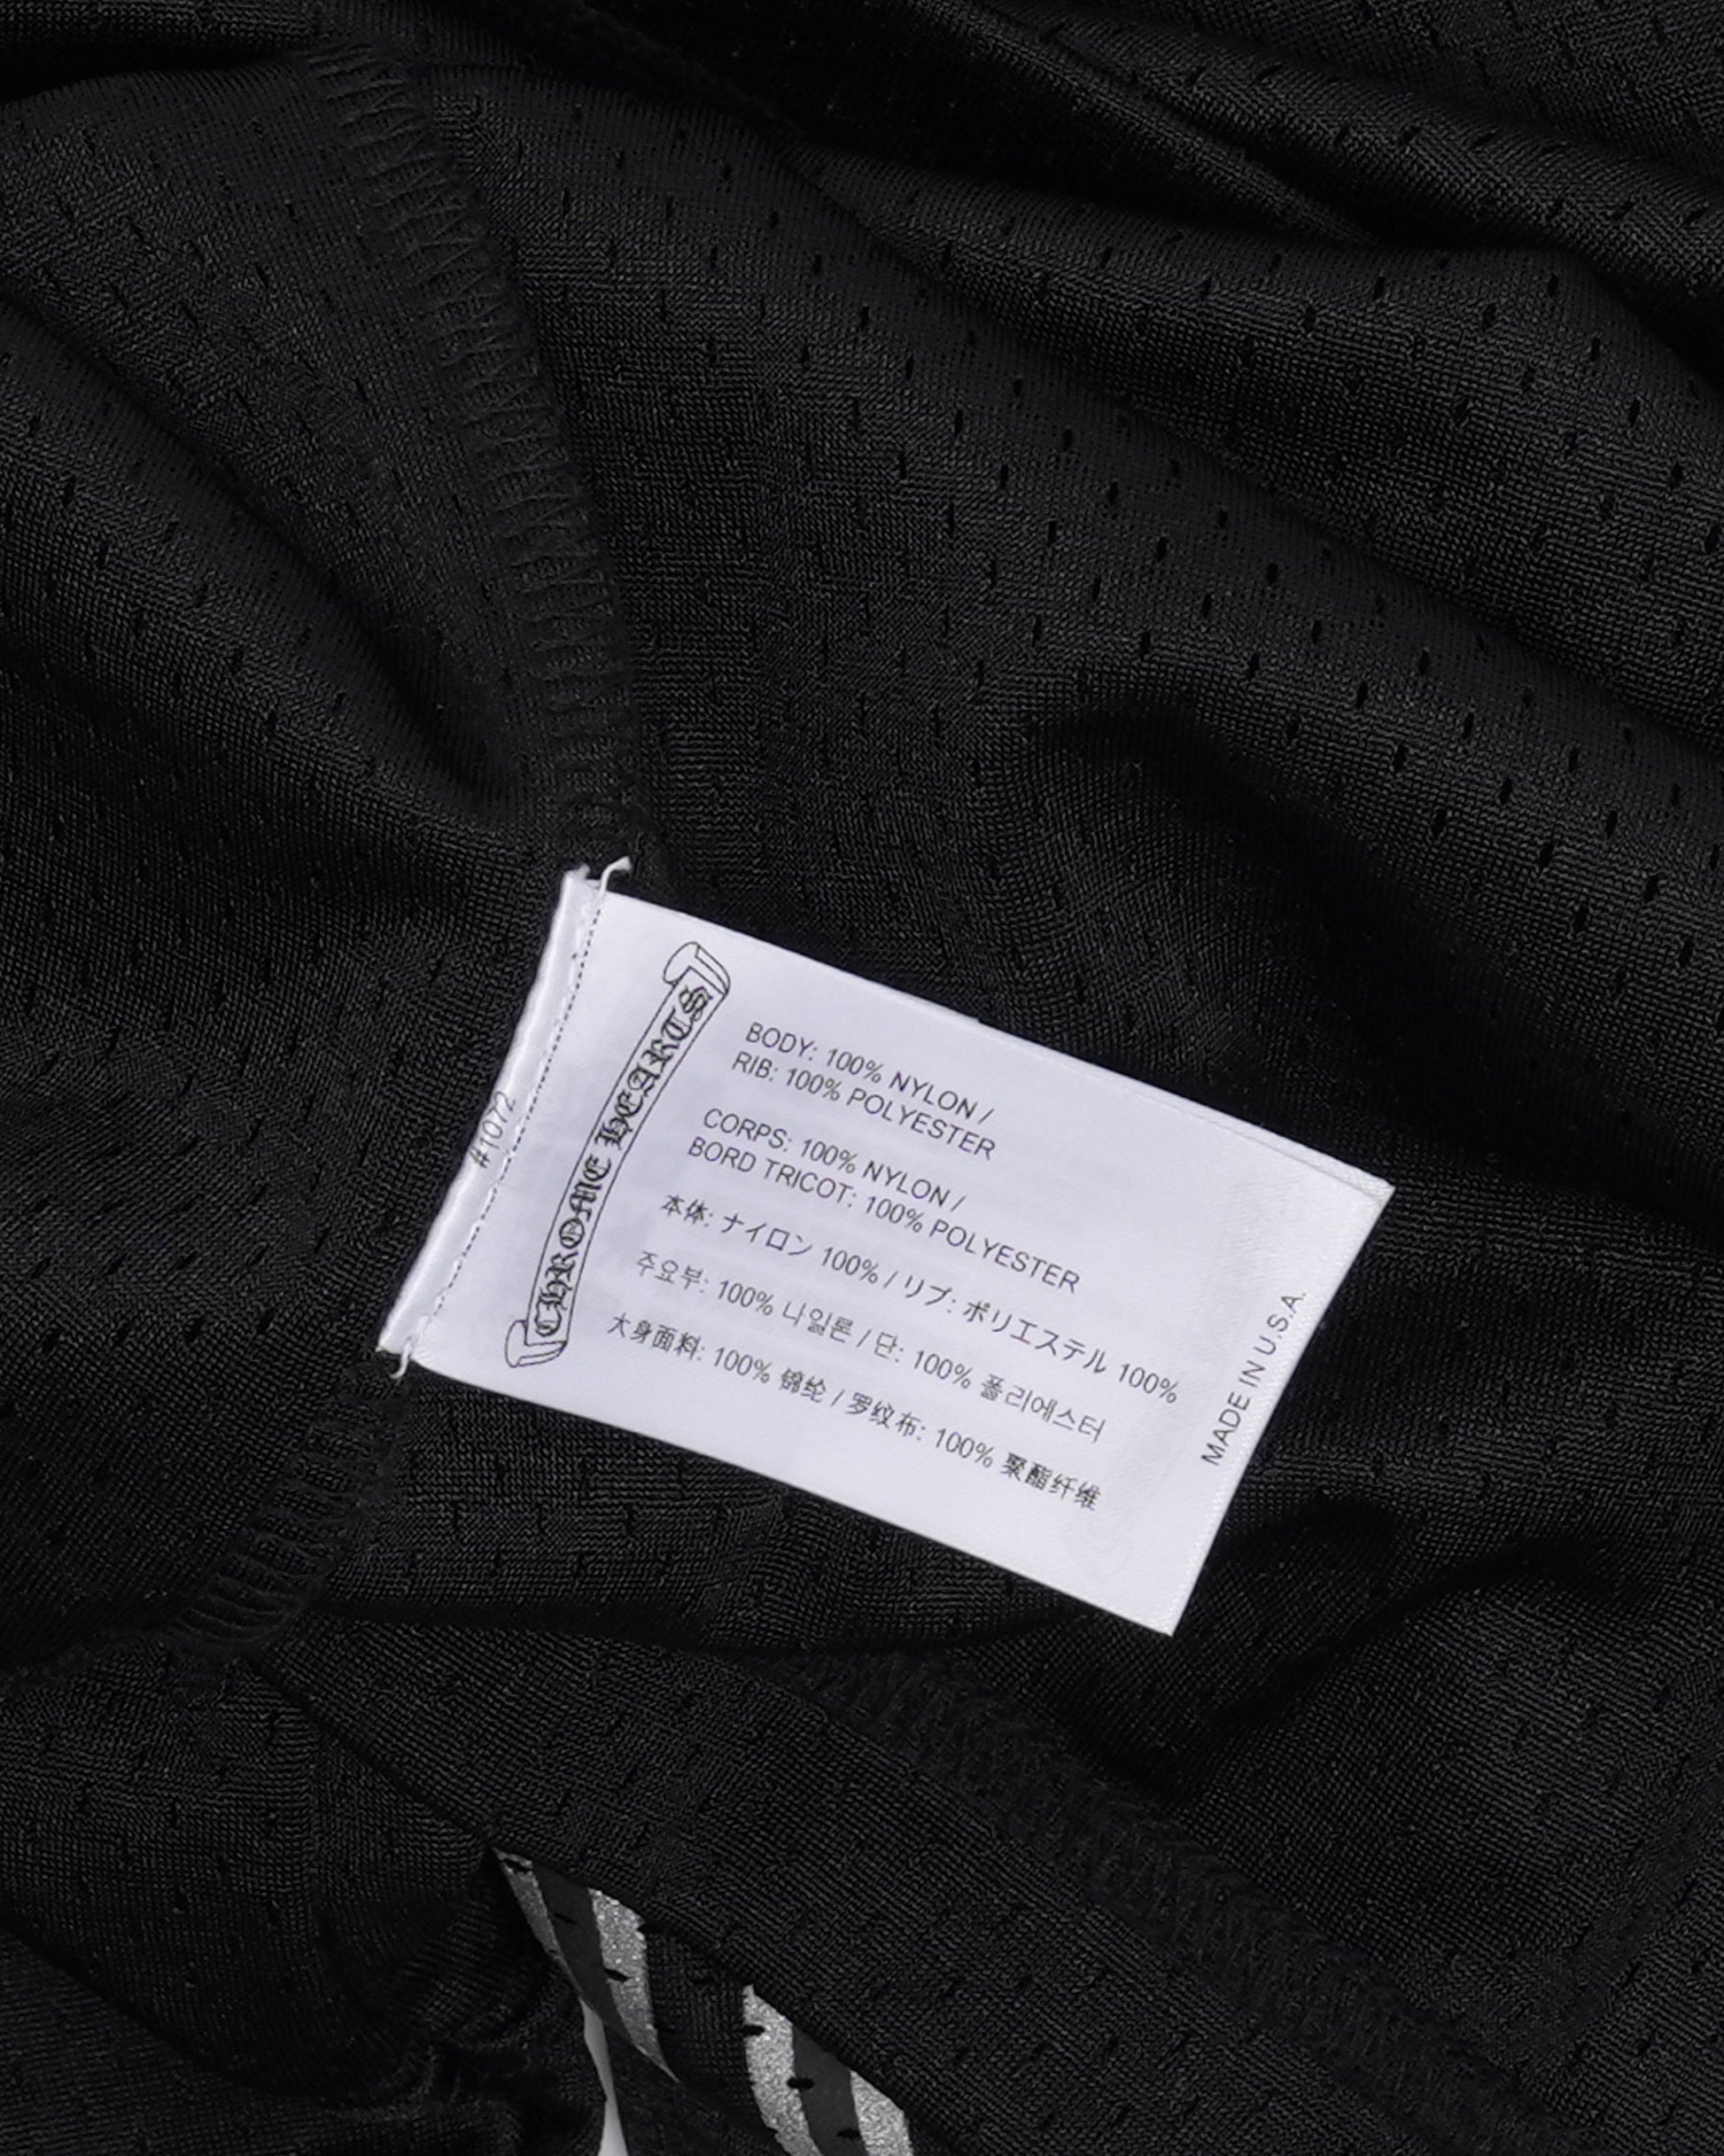 #1072
CHROME HEARTS
BODY: 100% NYLON /
RIB: 100% POLYESTER
CORPS: 100% NYLON /
BORD TRICOT: 100% POLYESTER
本体: ナイロン 100% / リブ: ポリエステル 100%
주요부: 100% 나일론 / 단: 100% 폴리에스터
大身面料: 100% 锦纶 / 罗纹布: 100% 聚酯纤维
MADE IN U.S.A.